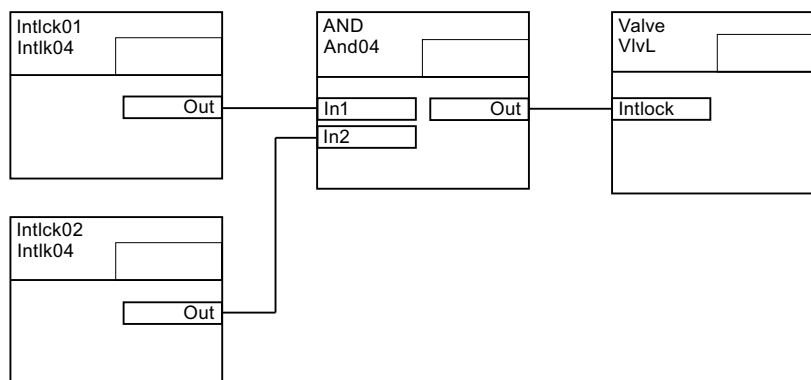 Intlck01
Intlk04
Out
AND
And04
In1
Out
In2
Valve
VlvL
Intlock
Intlck02
Intlk04
Out